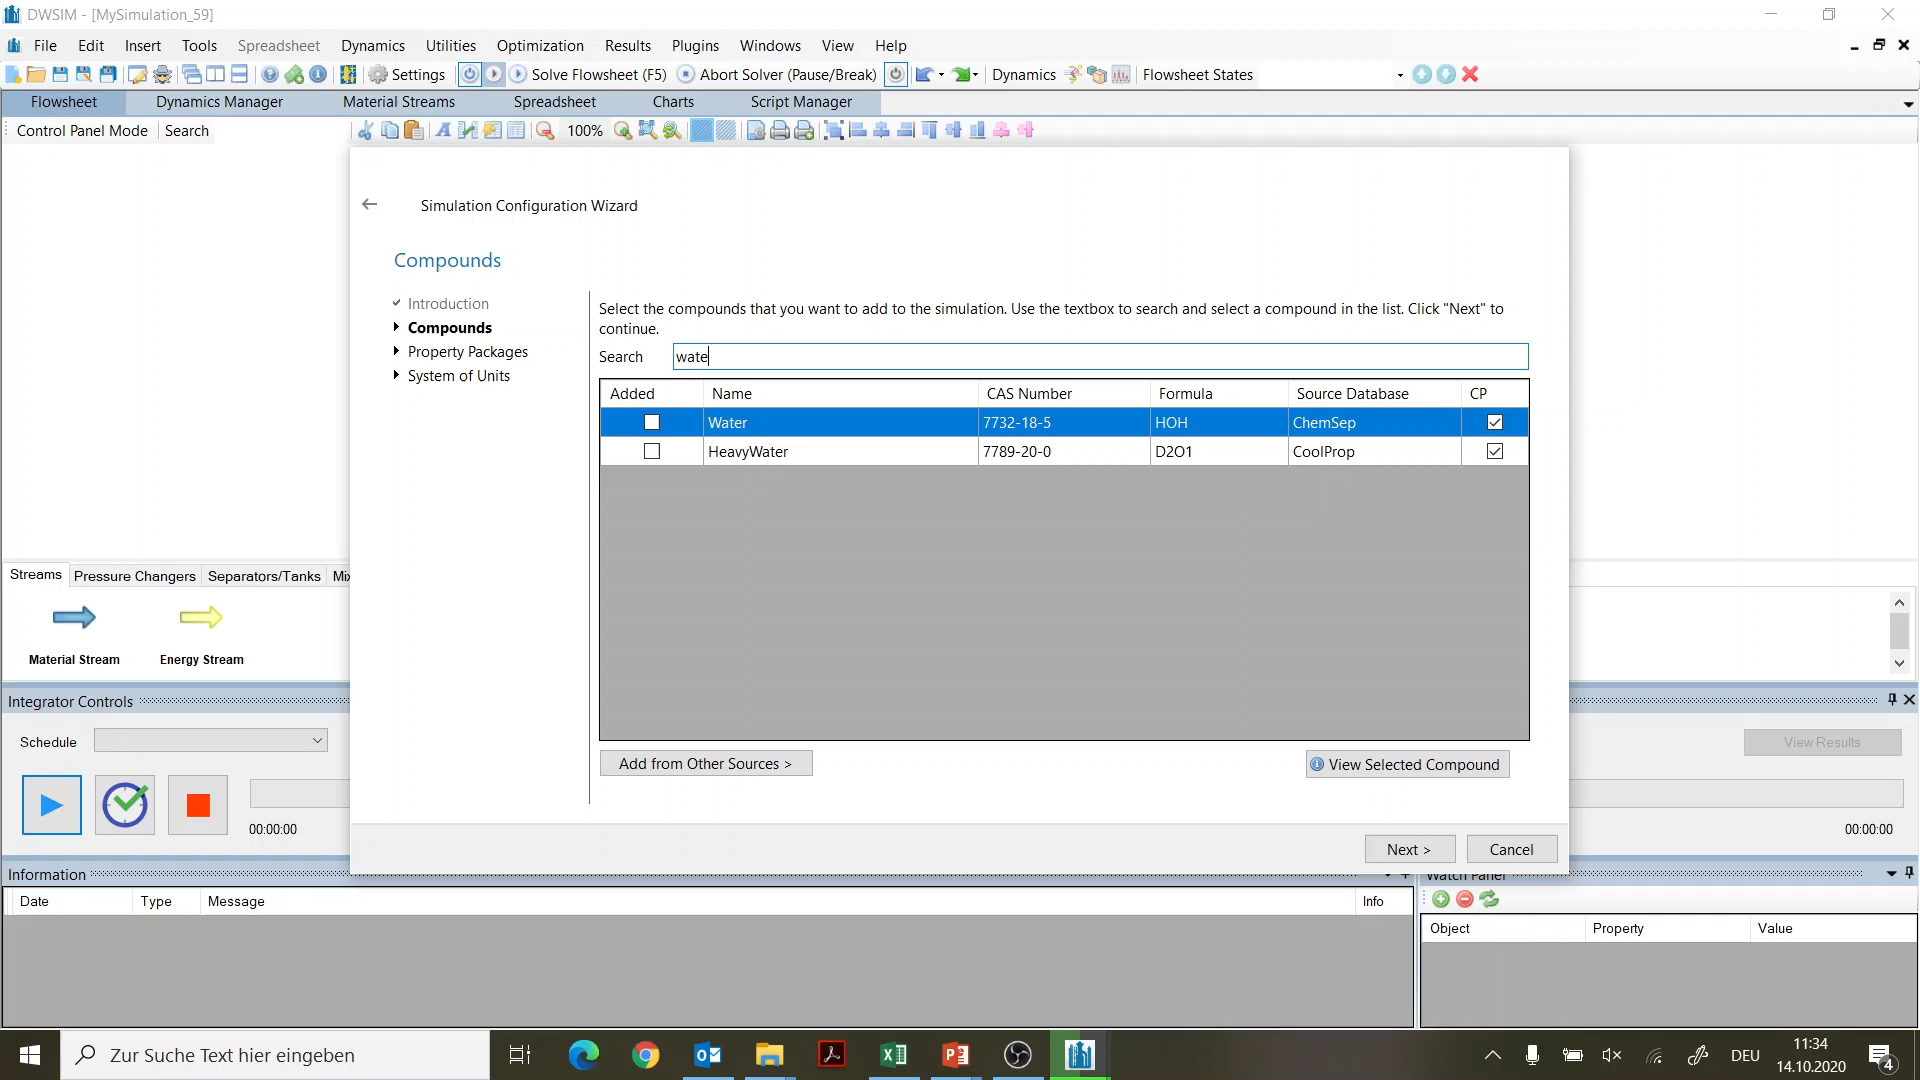 DWSIM - [MySimulation_59]
File Edit Insert Tools Spreadsheet Dynamics Utilities Optimization Results Plugins Windows View Help
Settings Solve Flowsheet (F5) Abort Solver (Pause/Break) Dynamics Flowsheet States
Flowsheet Dynamics Manager Material Streams Spreadsheet Charts Script Manager
Control Panel Mode Search 100%
Simulation Configuration Wizard
Compounds
Introduction
Compounds
Property Packages
System of Units
Select the compounds that you want to add to the simulation. Use the textbox to search and select a compound in the list. Click "Next" to
continue.
Search wate
Added Name CAS Number Formula Source Database CP
Water 7732-18-5 HOH ChemSep
HeavyWater 7789-20-0 D2O1 CoolProp
Add from Other Sources > View Selected Compound
Next > Cancel
Streams Pressure Changers Separators/Tanks
Material Stream Energy Stream
Integrator Controls
Schedule View Results
00:00:00 00:00:00
Information Watch Panel
Date Type Message Info
Object Property Value
Zur Suche Text hier eingeben DEU
11:34
14.10.2020
4